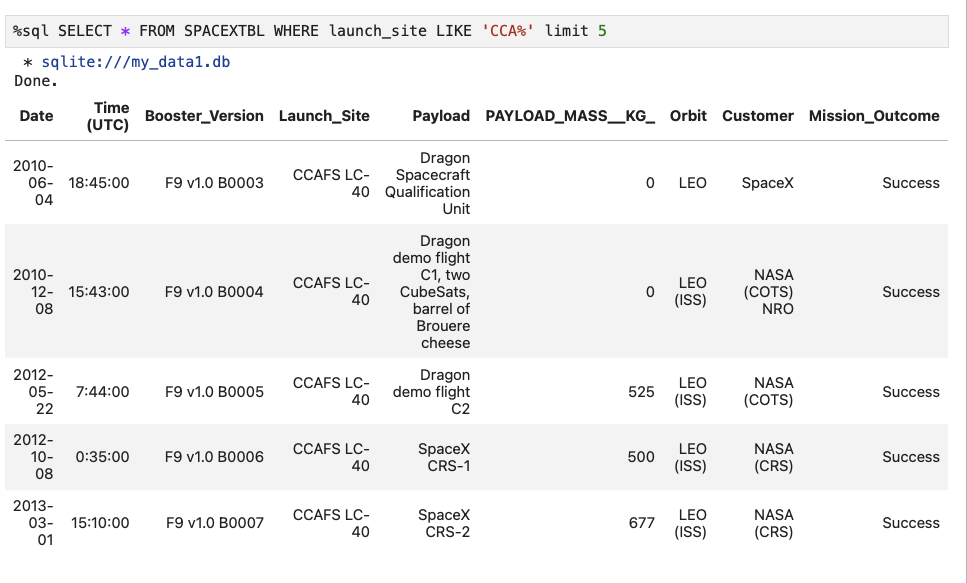 %sql SELECT * FROM SPACEXTBL WHERE launch_site LIKE 'CCA%' limit 5
* sqlite:///my_data1.db
Done.
Date Time (UTC) Booster_Version Launch_Site Payload PAYLOAD_MASS__KG_ Orbit Customer Mission_Outcome
2010-06-04 18:45:00 F9 v1.0 B0003 CCAFS LC-40 Dragon Spacecraft Qualification Unit 0 LEO SpaceX Success
2010-12-08 15:43:00 F9 v1.0 B0004 CCAFS LC-40 Dragon demo flight C1, two CubeSats, barrel of Brouere cheese 0 LEO (ISS) NASA (COTS) NRO Success
2012-05-22 7:44:00 F9 v1.0 B0005 CCAFS LC-40 Dragon demo flight C2 525 LEO (ISS) NASA (COTS) Success
2012-10-08 0:35:00 F9 v1.0 B0006 CCAFS LC-40 SpaceX CRS-1 500 LEO (ISS) NASA (CRS) Success
2013-03-01 15:10:00 F9 v1.0 B0007 CCAFS LC-40 SpaceX CRS-2 677 LEO (ISS) NASA (CRS) Success